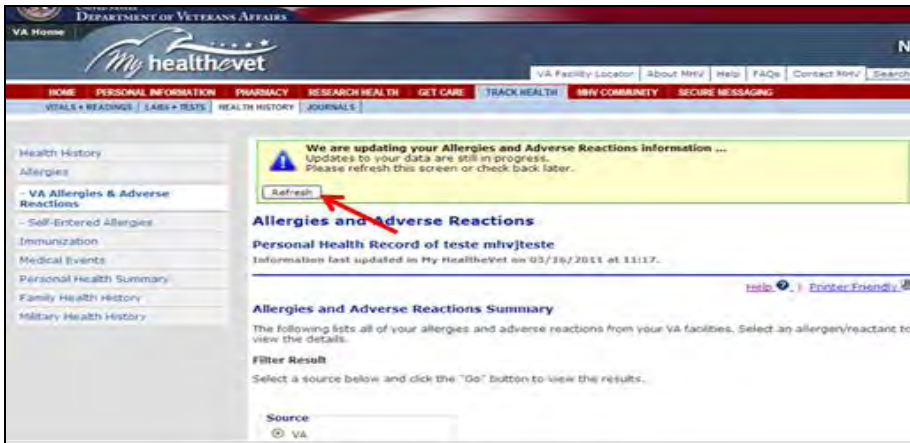 DEPARTMENT OF VETERANS AFFAIRS
VA Home
My healthevet
N
VA Facility Locator About MHV Help FAQs Contact MHV Search
HOME PERSONAL INFORMATION PHARMACY RESEARCH HEALTH GET CARE TRACK HEALTH MHV COMMUNITY SECURE MESSAGING
VITALS + READINGS LABS + TESTS HEALTH HISTORY JOURNALS
Health History
Allergies
- VA Allergies & Adverse
Reactions
- Self-Entered Allergies
Immunization
Medical Events
Personal Health Summary
Family Health History
Military Health History
We are updating your Allergies and Adverse Reactions information ...
Updates to your data are still in progress.
Please refresh this screen or check back later.
Refresh
Allergies and Adverse Reactions
Personal Health Record of teste mhvjteste
Information last updated in My HealtheVet on 03/16/2011 at 11:17.
Help | Printer Friendly
Allergies and Adverse Reactions Summary
The following lists all of your allergies and adverse reactions from your VA facilities. Select an allergen/reactant to
view the details.
Filter Result
Select a source below and click the "Go" button to view the results.
Source
VA